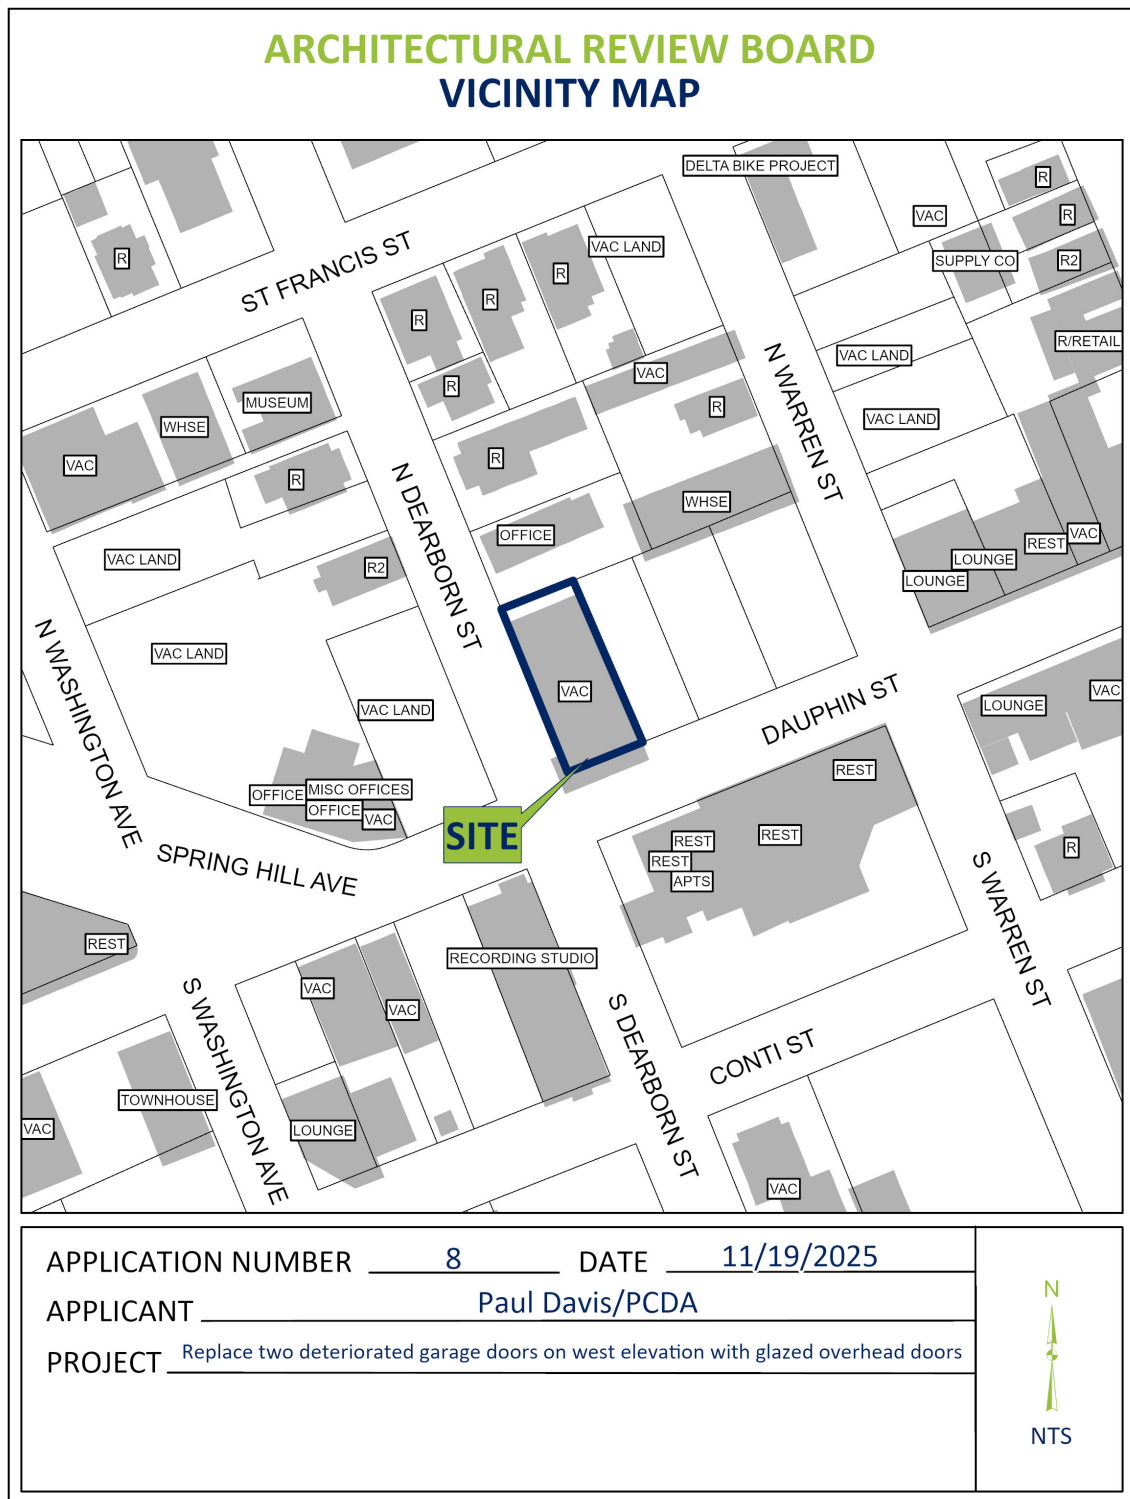 ARCHITECTURAL REVIEW BOARD
VICINITY MAP
DELTA BIKE PROJECT
R
VAC
R
R
VAC LAND
SUPPLY CO
R2
R
ST FRANCIS ST
R
R
R
R/RETAIL
VAC LAND
VAC
R
MUSEUM
N WARREN ST
R
VAC LAND
WHSE
R
VAC
R
N DEARBORN ST
WHSE
OFFICE
VAC
REST
LOUNGE
LOUNGE
VAC LAND
R2
N WASHINGTON AVE
VAC LAND
VAC
VAC LAND
DAUPHIN ST
LOUNGE
VAC
REST
OFFICE
MISC OFFICES
OFFICE
VAC
SITE
REST
REST
REST
APTS
R
SPRING HILL AVE
S WARREN ST
REST
RECORDING STUDIO
VAC
VAC
S WASHINGTON AVE
S DEARBORN ST
CONTI ST
TOWNHOUSE
VAC
LOUNGE
VAC
APPLICATION NUMBER 8 DATE 11/19/2025
APPLICANT Paul Davis/PCDA
PROJECT Replace two deteriorated garage doors on west elevation with glazed overhead doors
N
NTS